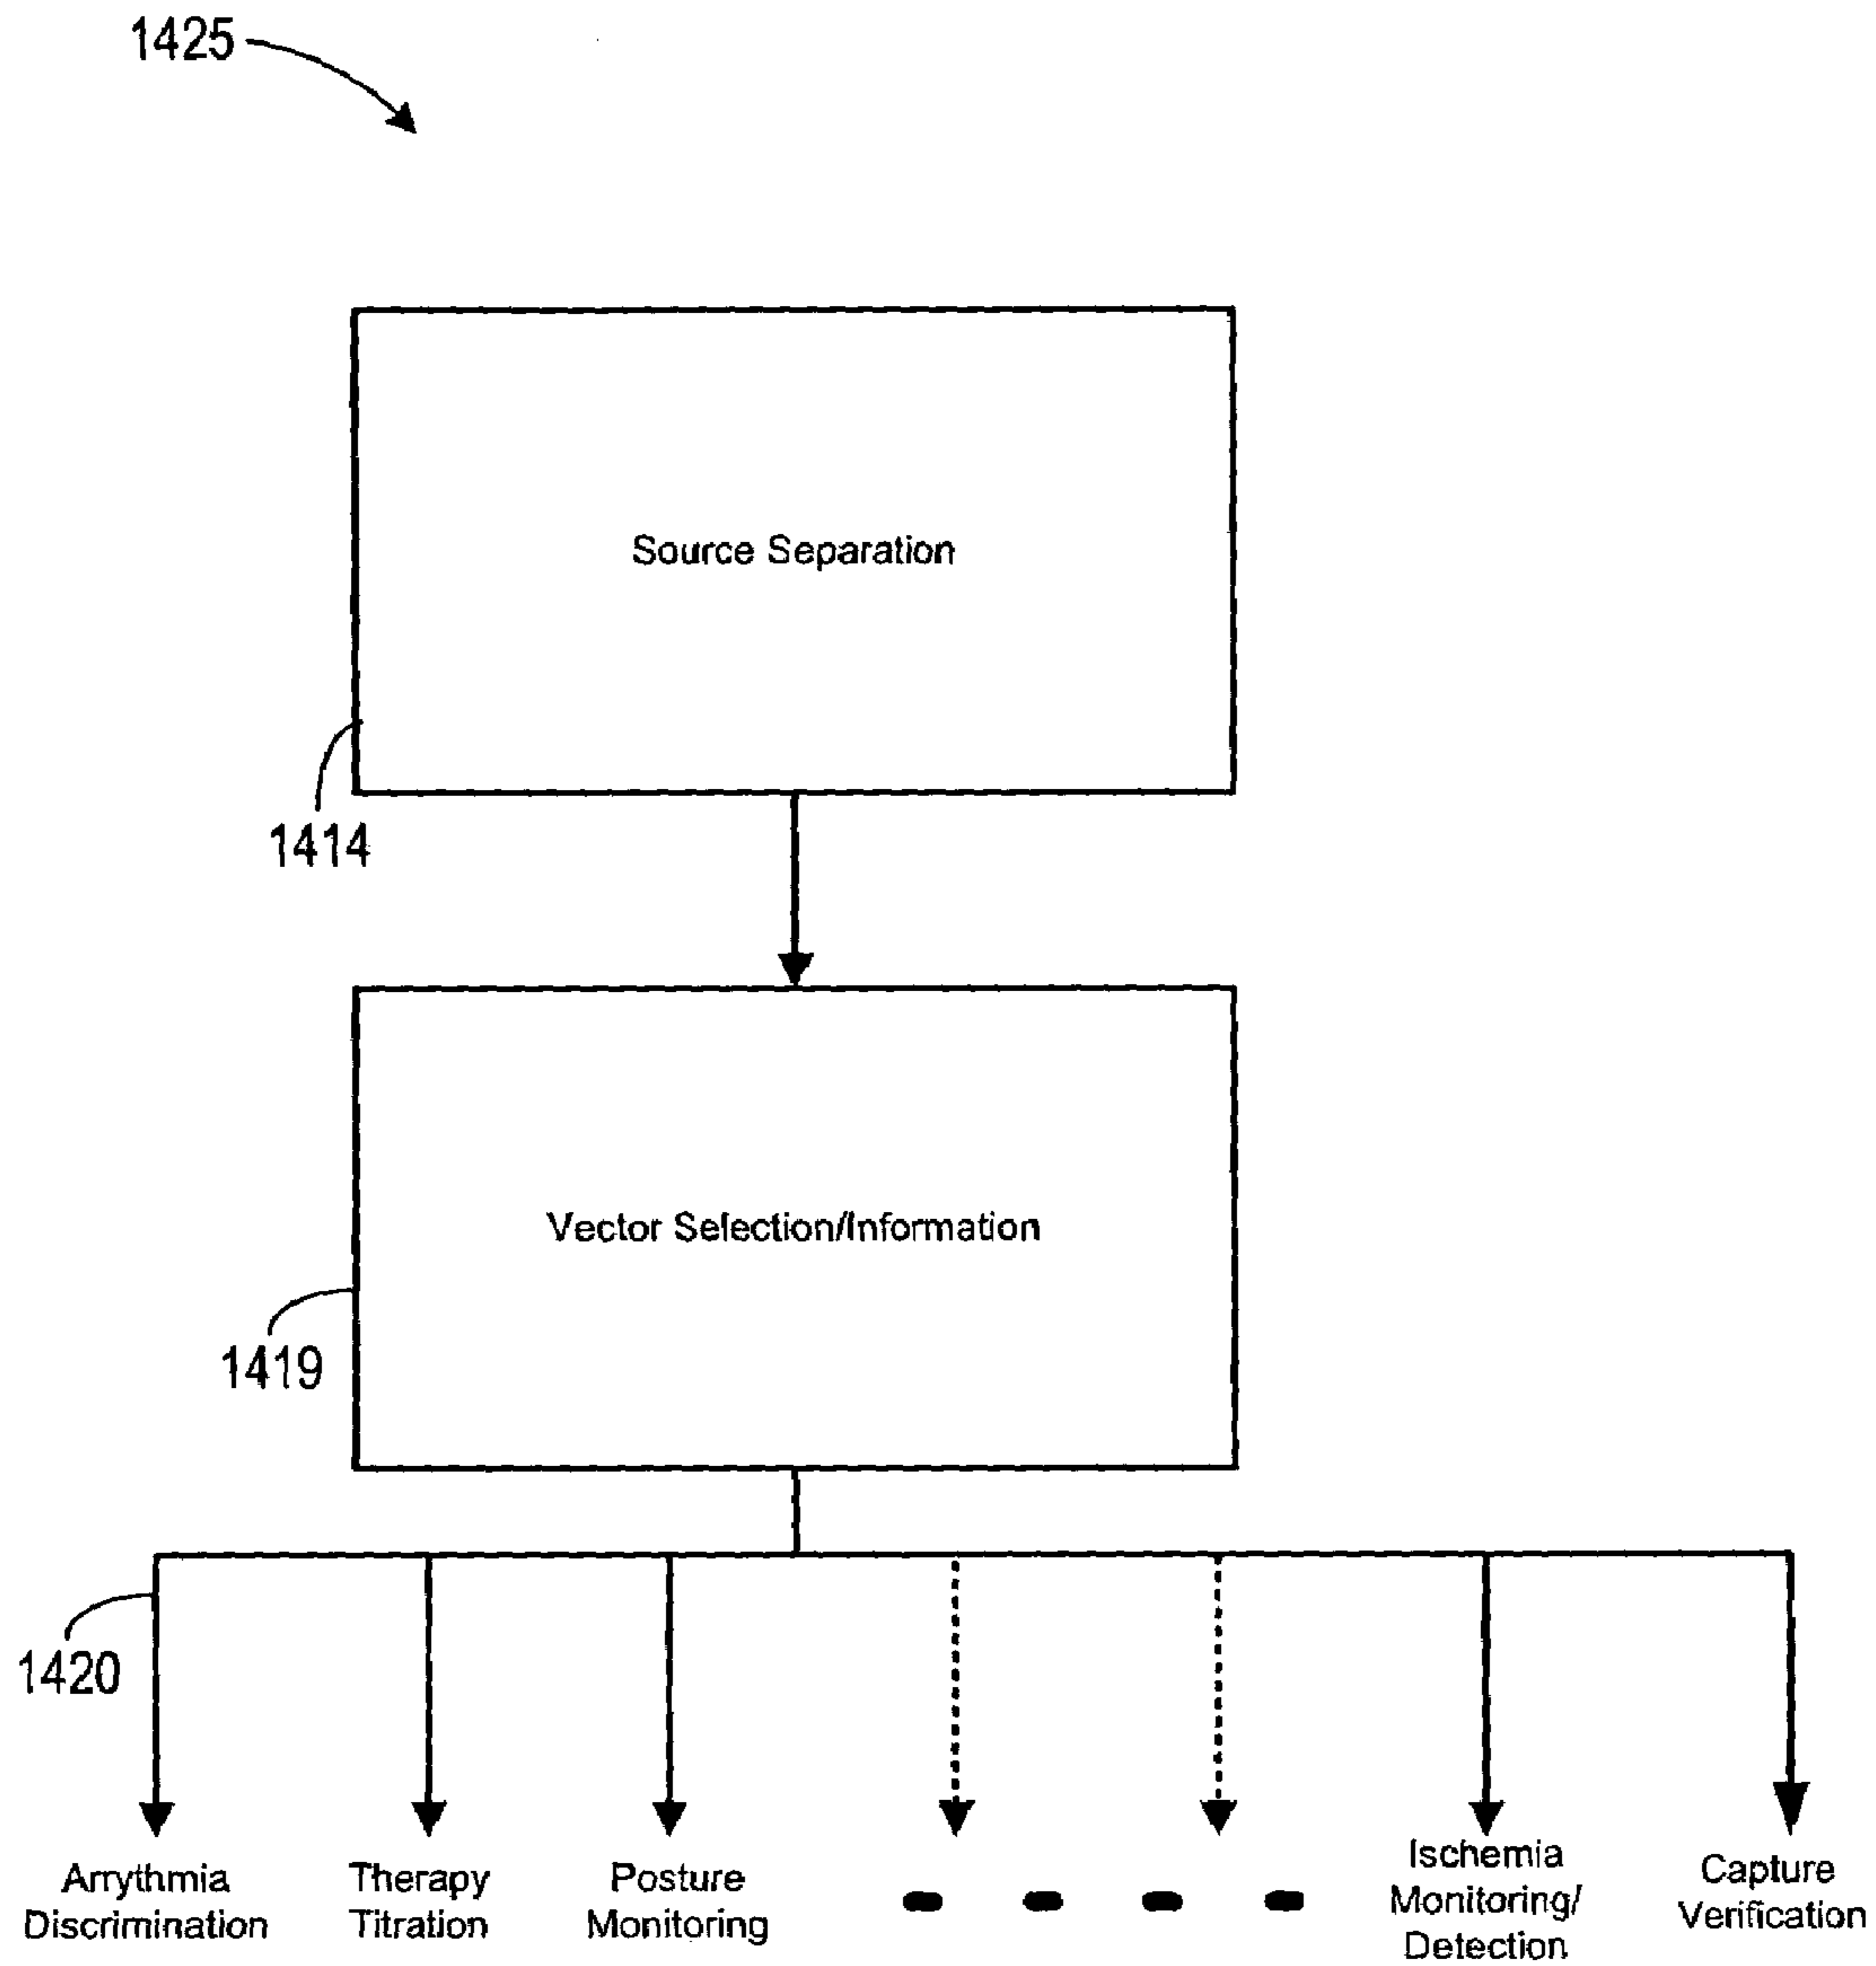 1425
Source Separation
1414
Vector Selection/Information
1419
1420
Arrythmia
Discrimination
Therapy
Titration
Posture
Monitoring
Ischemia
Monitoring/
Detection
Capture
Verification